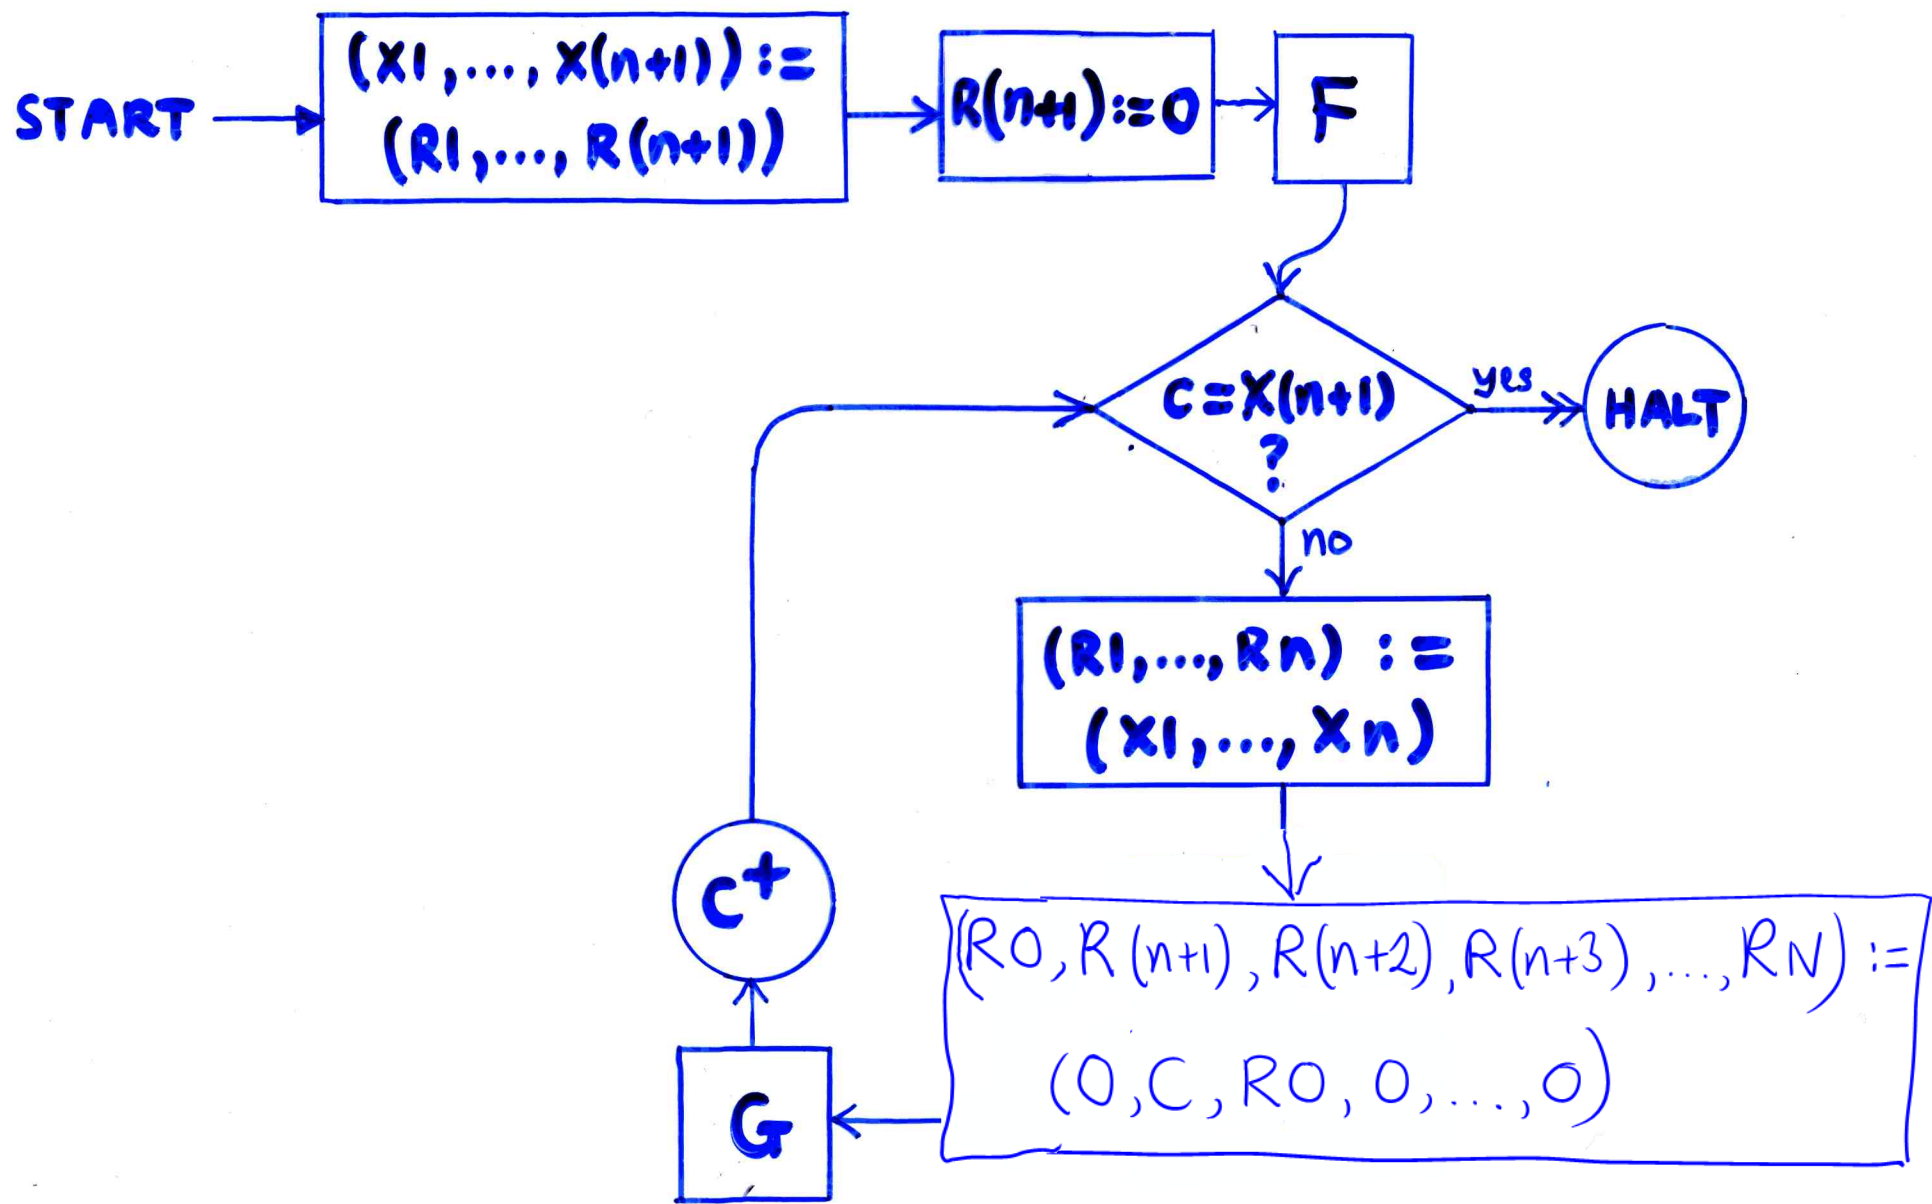 START
(X1,...,X(n+1)) :=
(R1,...,R(n+1))
R(n+1):=0
F
C=X(n+1)
?
yes
HALT
no
(R1,...,Rn) :=
(X1,...,Xn)
(R0,R(n+1),R(n+2),R(n+3),...,RN) :=
(0,C,R0,0,...,0)
G
C+